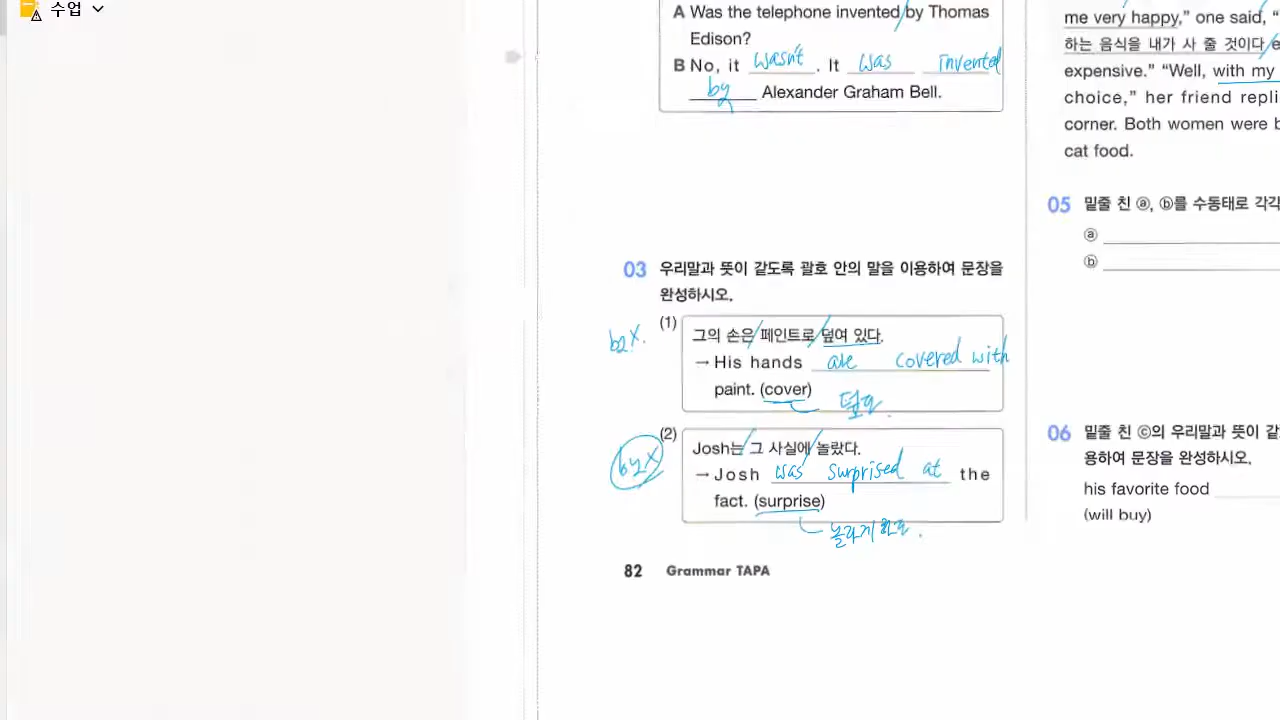 수업
A Was the telephone invented by Thomas
Edison?
B No, it wasn't. It was invented
by Alexander Graham Bell.
03 우리말과 뜻이 같도록 괄호 안의 말을 이용하여 문장을
완성하시오.
(1)
그의 손은 페인트로 덮여 있다.
by X.
→ His hands are covered with
paint. (cover)
덮다.
(2)
Josh는 그 사실에 놀랐다.
by X
→ Josh was surprised at the
fact. (surprise)
놀라게 하다.
82 Grammar TAPA
me very happy,” one said, “
하는 음식을 내가 사 줄 것이다
expensive.” “Well, with my
choice,” her friend repli
corner. Both women were b
cat food.
05 밑줄 친 ⓐ, ⓑ를 수동태로 각각
ⓐ
ⓑ
06 밑줄 친 ⓒ의 우리말과 뜻이 같
용하여 문장을 완성하시오.
his favorite food
(will buy)